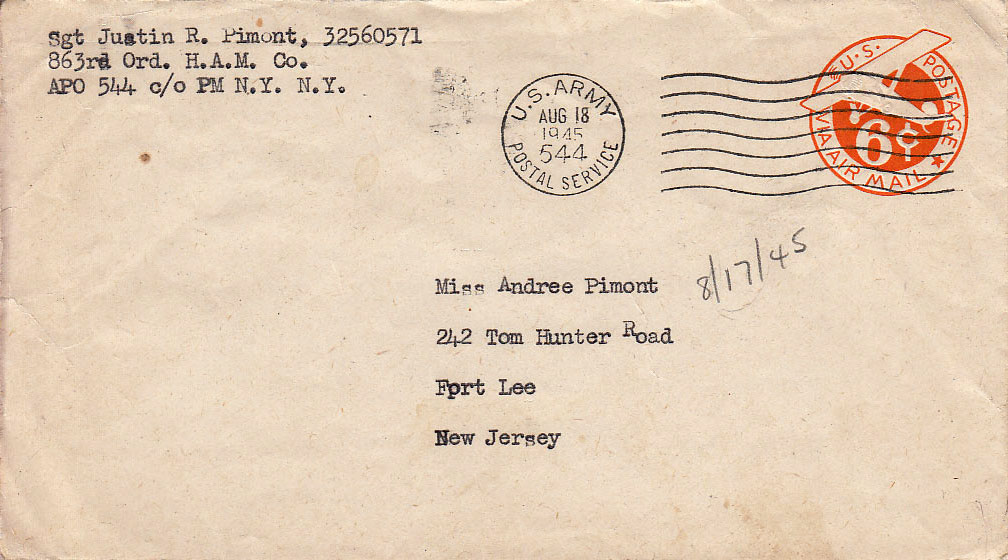 Sgt Justin R. Pimont, 32560571
863rd Ord. H.A.M. Co.
APO 544 c/o PM N.Y. N.Y.
U.S. ARMY
AUG 18
1945
544
POSTAL SERVICE
U.S. POSTAGE
6¢
VIA AIR MAIL
8/17/45
Miss Andree Pimont
242 Tom Hunter Road
Fort Lee
New Jersey